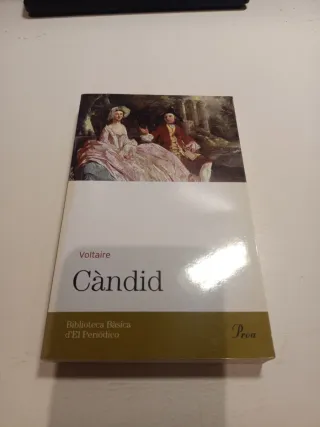 Voltaire
Càndid
Biblioteca Bàsica
d'El Periódico
Proa